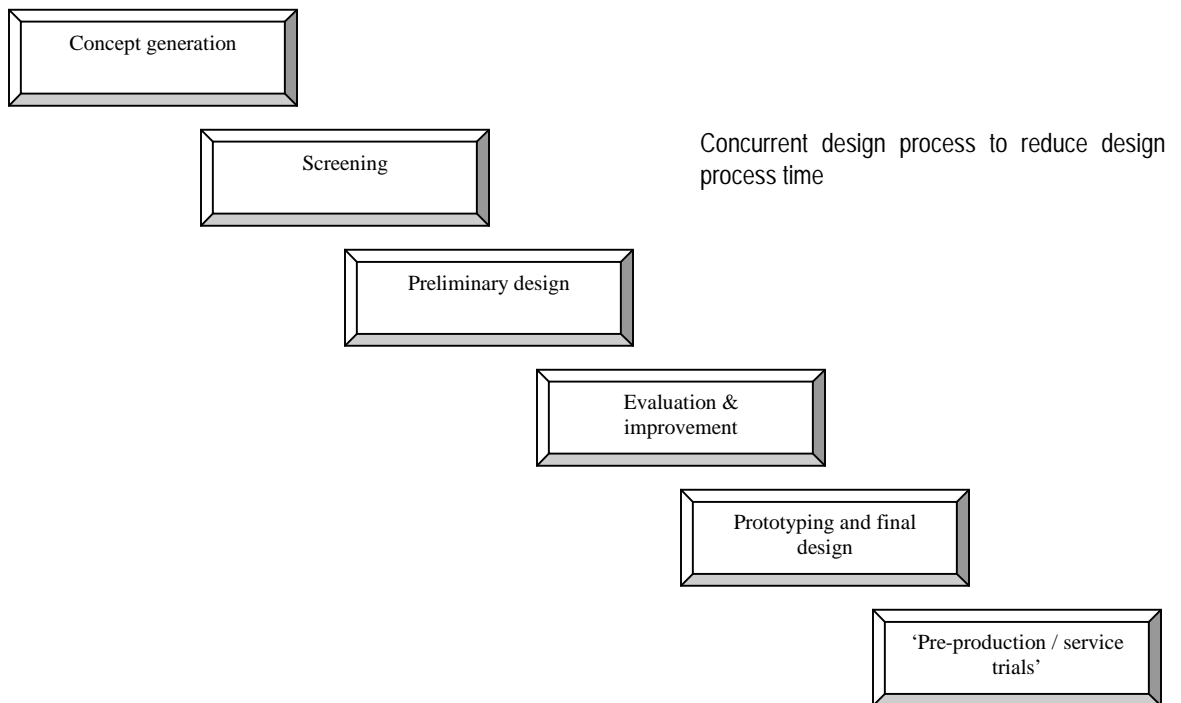 Concept generation
Screening
Concurrent design process to reduce design
process time
Preliminary design
Evaluation &
improvement
Prototyping and final
design
‘Pre-production / service
trials’